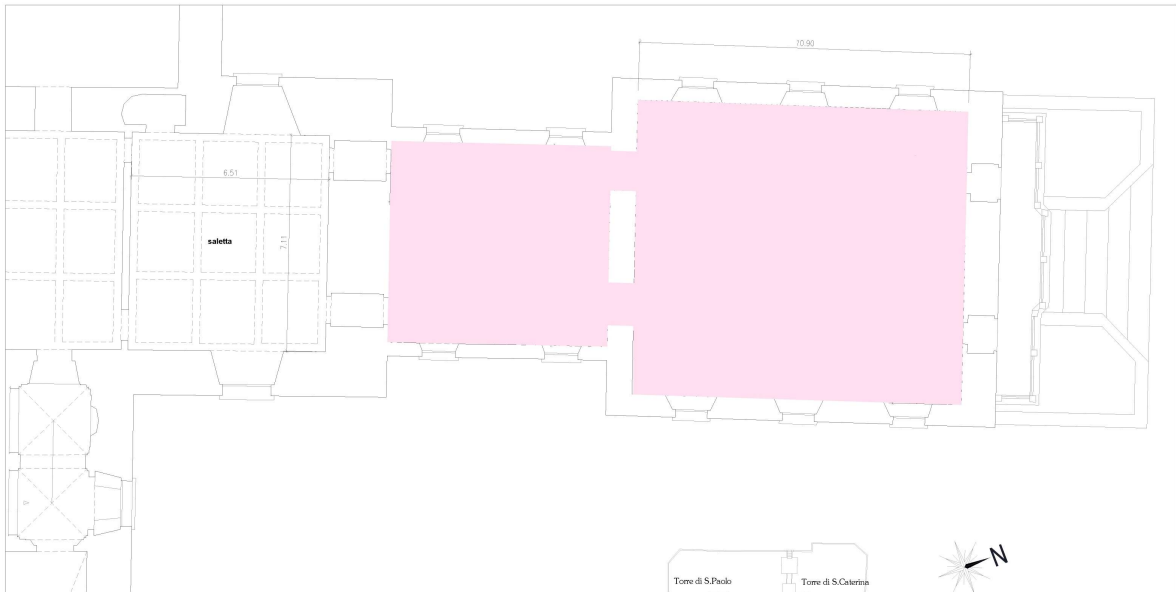 70.90
6.51
saletta
7.11
N
Torre di S.Paolo
Torre di S.Caterina